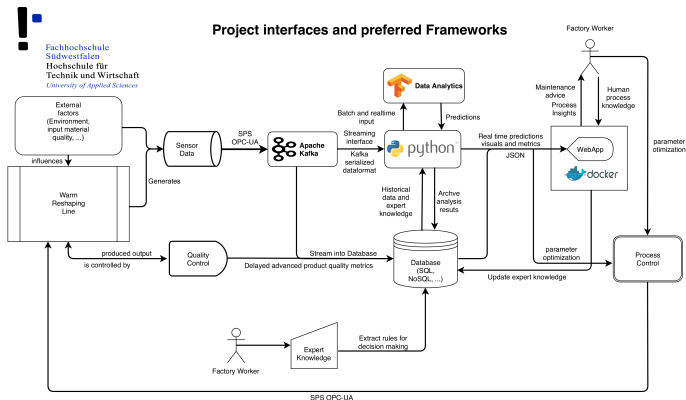 Project interfaces and preferred Frameworks
Fachhochschule
Südwestfalen
Hochschule für
Technik und Wirtschaft
University of Applied Sciences
Factory Worker
External
factors
(Environment,
input material
quality, ...)
influences
Warm
Reshaping
Line
Generates
Sensor
Data
SPS
OPC-UA
Apache
Kafka
Streaming
interface
Kafka
serialized
dataformat
Data Analytics
Batch and realtime
input
Predictions
python
Real time predictions
visuals and metrics
JSON
Maintenance
advice
Process
Insights
Human
process
knowledge
WebApp
docker
parameter
otimization
Historical
data and
expert
knowledge
Archve
analysis
resuts
produced output
is controlled by
Quality
Control
Stream into Database
Delayed advanced product quality metrics
Database
(SQL,
NoSQL, ...)
parameter
optimization
Update expert knowledge
Process
Control
Factory Worker
Expert
Knowledge
Extract rules for
decision making
SPS OPC-UA